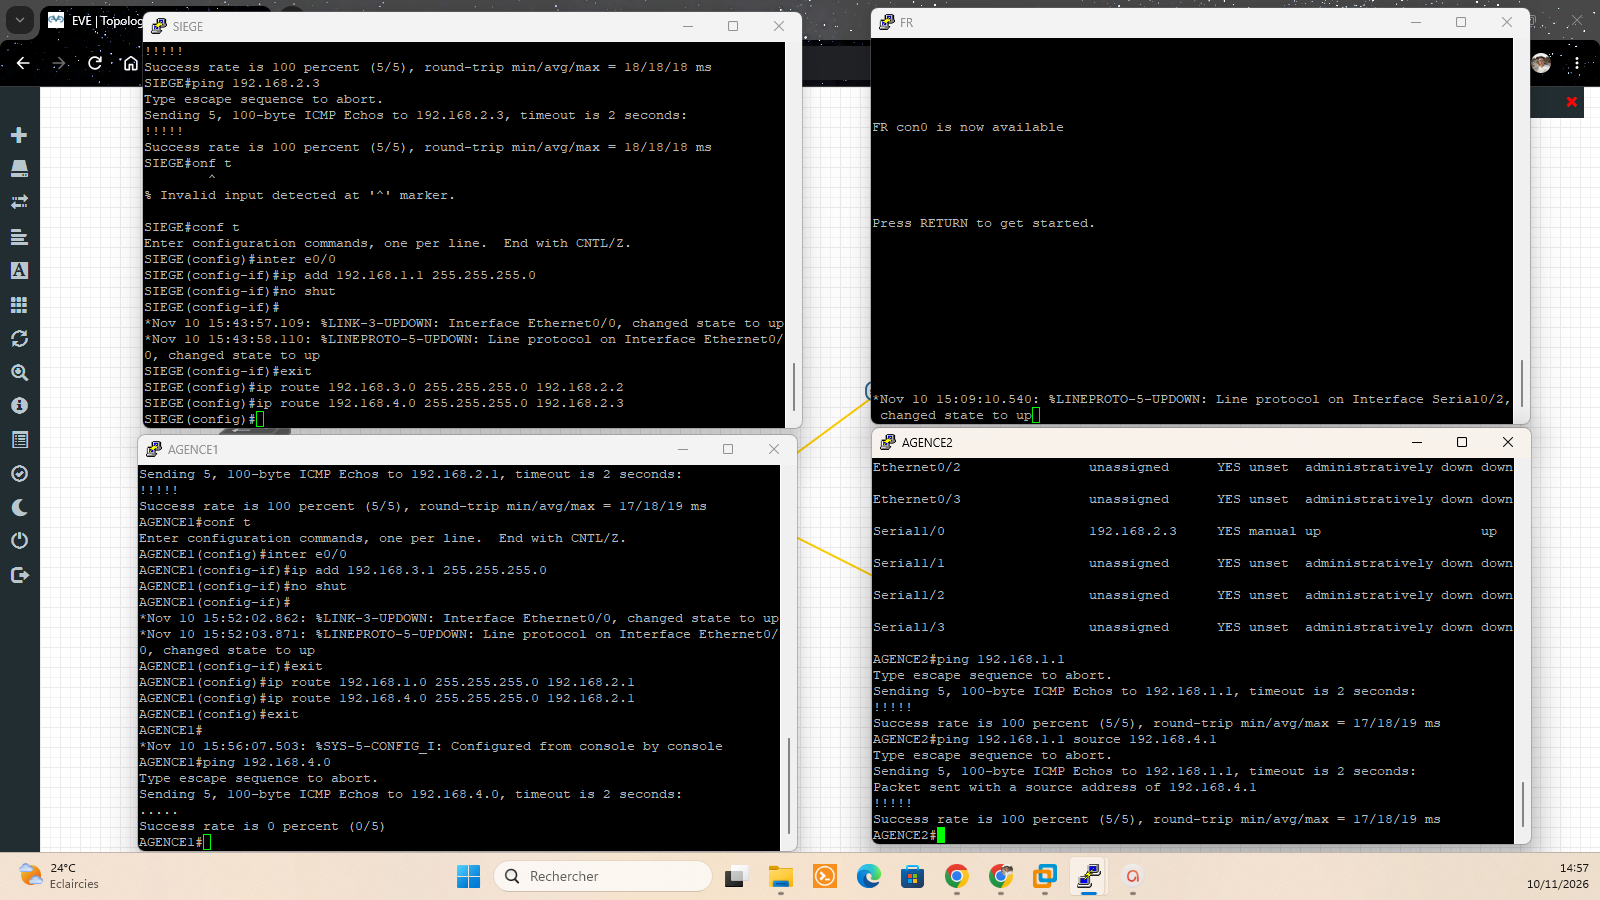 EVE | Topolog
SIEGE
!!!!!
Success rate is 100 percent (5/5), round-trip min/avg/max = 18/18/18 ms
SIEGE#ping 192.168.2.3
Type escape sequence to abort.
Sending 5, 100-byte ICMP Echos to 192.168.2.3, timeout is 2 seconds:
!!!!!
Success rate is 100 percent (5/5), round-trip min/avg/max = 18/18/18 ms
SIEGE#onf t
^
% Invalid input detected at '^' marker.
SIEGE#conf t
Enter configuration commands, one per line.  End with CNTL/Z.
SIEGE(config)#inter e0/0
SIEGE(config-if)#ip add 192.168.1.1 255.255.255.0
SIEGE(config-if)#no shut
SIEGE(config-if)#
*Nov 10 15:43:57.109: %LINK-3-UPDOWN: Interface Ethernet0/0, changed state to up
*Nov 10 15:43:58.110: %LINEPROTO-5-UPDOWN: Line protocol on Interface Ethernet0/
0, changed state to up
SIEGE(config-if)#exit
SIEGE(config)#ip route 192.168.3.0 255.255.255.0 192.168.2.2
SIEGE(config)#ip route 192.168.4.0 255.255.255.0 192.168.2.3
SIEGE(config)#
FR
FR con0 is now available
Press RETURN to get started.
*Nov 10 15:09:10.540: %LINEPROTO-5-UPDOWN: Line protocol on Interface Serial0/2,
changed state to up
AGENCE1
Sending 5, 100-byte ICMP Echos to 192.168.2.1, timeout is 2 seconds:
!!!!!
Success rate is 100 percent (5/5), round-trip min/avg/max = 17/18/19 ms
AGENCE1#conf t
Enter configuration commands, one per line.  End with CNTL/Z.
AGENCE1(config)#inter e0/0
AGENCE1(config-if)#ip add 192.168.3.1 255.255.255.0
AGENCE1(config-if)#no shut
AGENCE1(config-if)#
*Nov 10 15:52:02.862: %LINK-3-UPDOWN: Interface Ethernet0/0, changed state to up
*Nov 10 15:52:03.871: %LINEPROTO-5-UPDOWN: Line protocol on Interface Ethernet0/
0, changed state to up
AGENCE1(config-if)#exit
AGENCE1(config)#ip route 192.168.1.0 255.255.255.0 192.168.2.1
AGENCE1(config)#ip route 192.168.4.0 255.255.255.0 192.168.2.1
AGENCE1(config)#exit
AGENCE1#
*Nov 10 15:56:07.503: %SYS-5-CONFIG_I: Configured from console by console
AGENCE1#ping 192.168.4.0
Type escape sequence to abort.
Sending 5, 100-byte ICMP Echos to 192.168.4.0, timeout is 2 seconds:
.....
Success rate is 0 percent (0/5)
AGENCE1#
AGENCE2
Ethernet0/2 unassigned YES unset administratively down down
Ethernet0/3 unassigned YES unset administratively down down
Serial1/0 192.168.2.3 YES manual up up
Serial1/1 unassigned YES unset administratively down down
Serial1/2 unassigned YES unset administratively down down
Serial1/3 unassigned YES unset administratively down down
AGENCE2#ping 192.168.1.1
Type escape sequence to abort.
Sending 5, 100-byte ICMP Echos to 192.168.1.1, timeout is 2 seconds:
!!!!!
Success rate is 100 percent (5/5), round-trip min/avg/max = 17/18/19 ms
AGENCE2#ping 192.168.1.1 source 192.168.4.1
Type escape sequence to abort.
Sending 5, 100-byte ICMP Echos to 192.168.1.1, timeout is 2 seconds:
Packet sent with a source address of 192.168.4.1
!!!!!
Success rate is 100 percent (5/5), round-trip min/avg/max = 17/18/19 ms
AGENCE2#
24°C
Eclaircies
Rechercher
14:57
10/11/2026